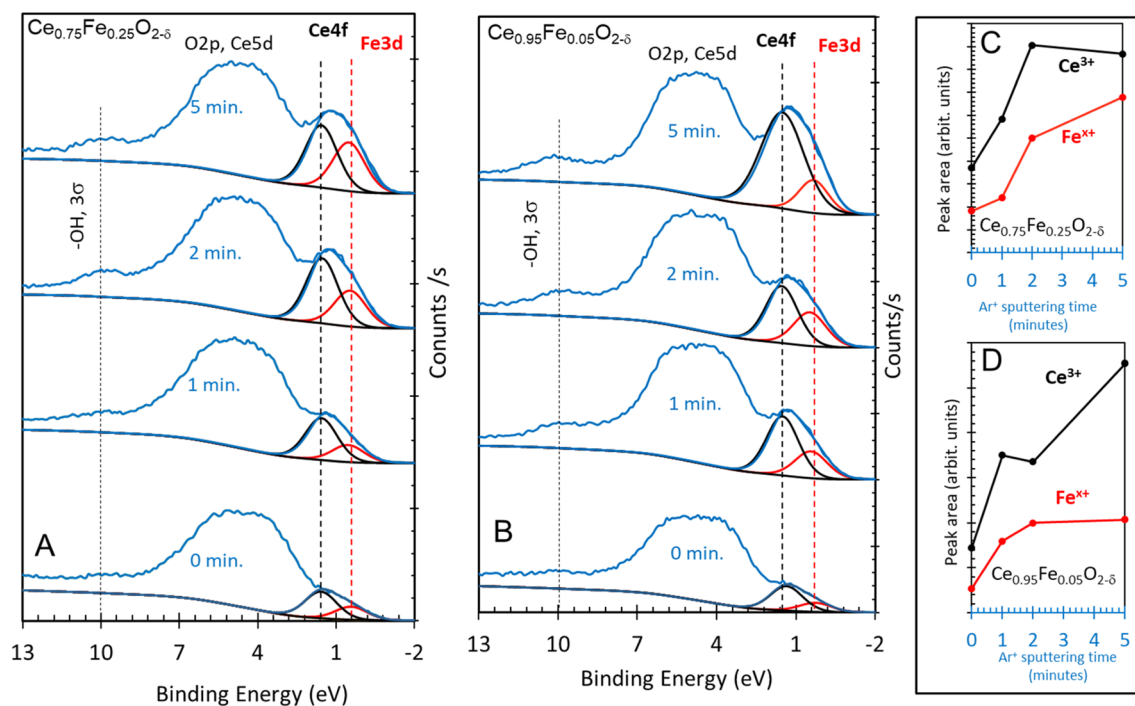 Ce0.75Fe0.25O2-δ
O2p, Ce5d
Ce4f
Fe3d
5 min.
-OH, 3σ
2 min.
1 min.
A
0 min.
13
10
7
4
1
-2
Binding Energy (eV)
Conunts /s
Ce0.95Fe0.05O2-δ
O2p, Ce5d
Ce4f
Fe3d
5 min.
-OH, 3σ
2 min.
1 min.
B
0 min.
13
10
7
4
1
-2
Binding Energy (eV)
Counts/s
C
Ce3+
Fex+
Ce0.75Fe0.25O2-δ
Peak area (arbit. units)
0 1 2 3 4 5
Ar+ sputtering time
(minutes)
D
Ce3+
Fex+
Ce0.95Fe0.05O2-δ
Peak area (arbit. units)
0 1 2 3 4 5
Ar+ sputtering time
(minutes)